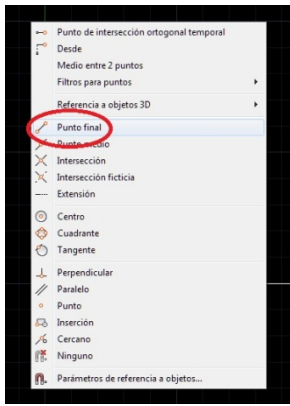 Punto de intersección ortogonal temporal
Desde
Medio entre 2 puntos
Filtros para puntos
Referencia a objetos 3D
Punto final
Punto medio
Intersección
Intersección ficticia
Extensión
Centro
Cuadrante
Tangente
Perpendicular
Paralelo
Punto
Inserción
Cercano
Ninguno
Parámetros de referencia a objetos...